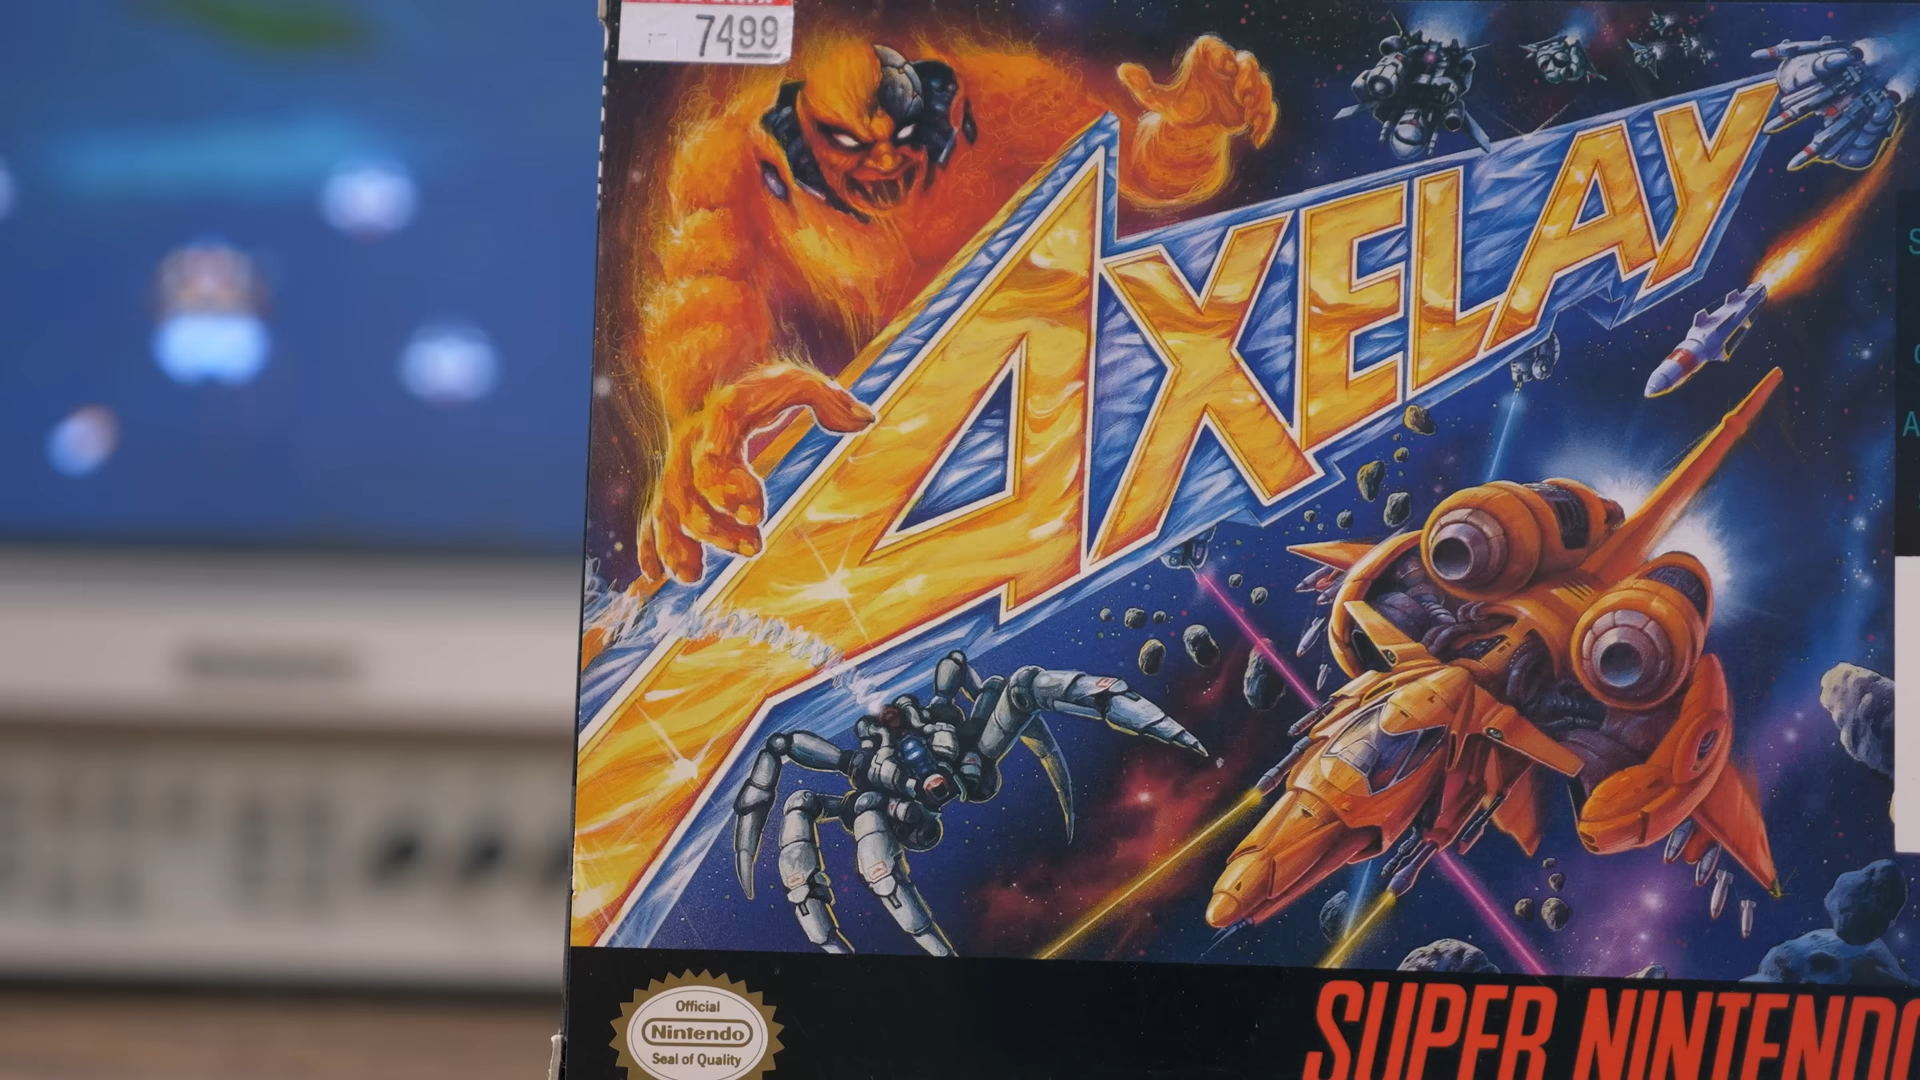 7499
AXELAY
Official
Nintendo
Seal of Quality
SUPER NINTENDO